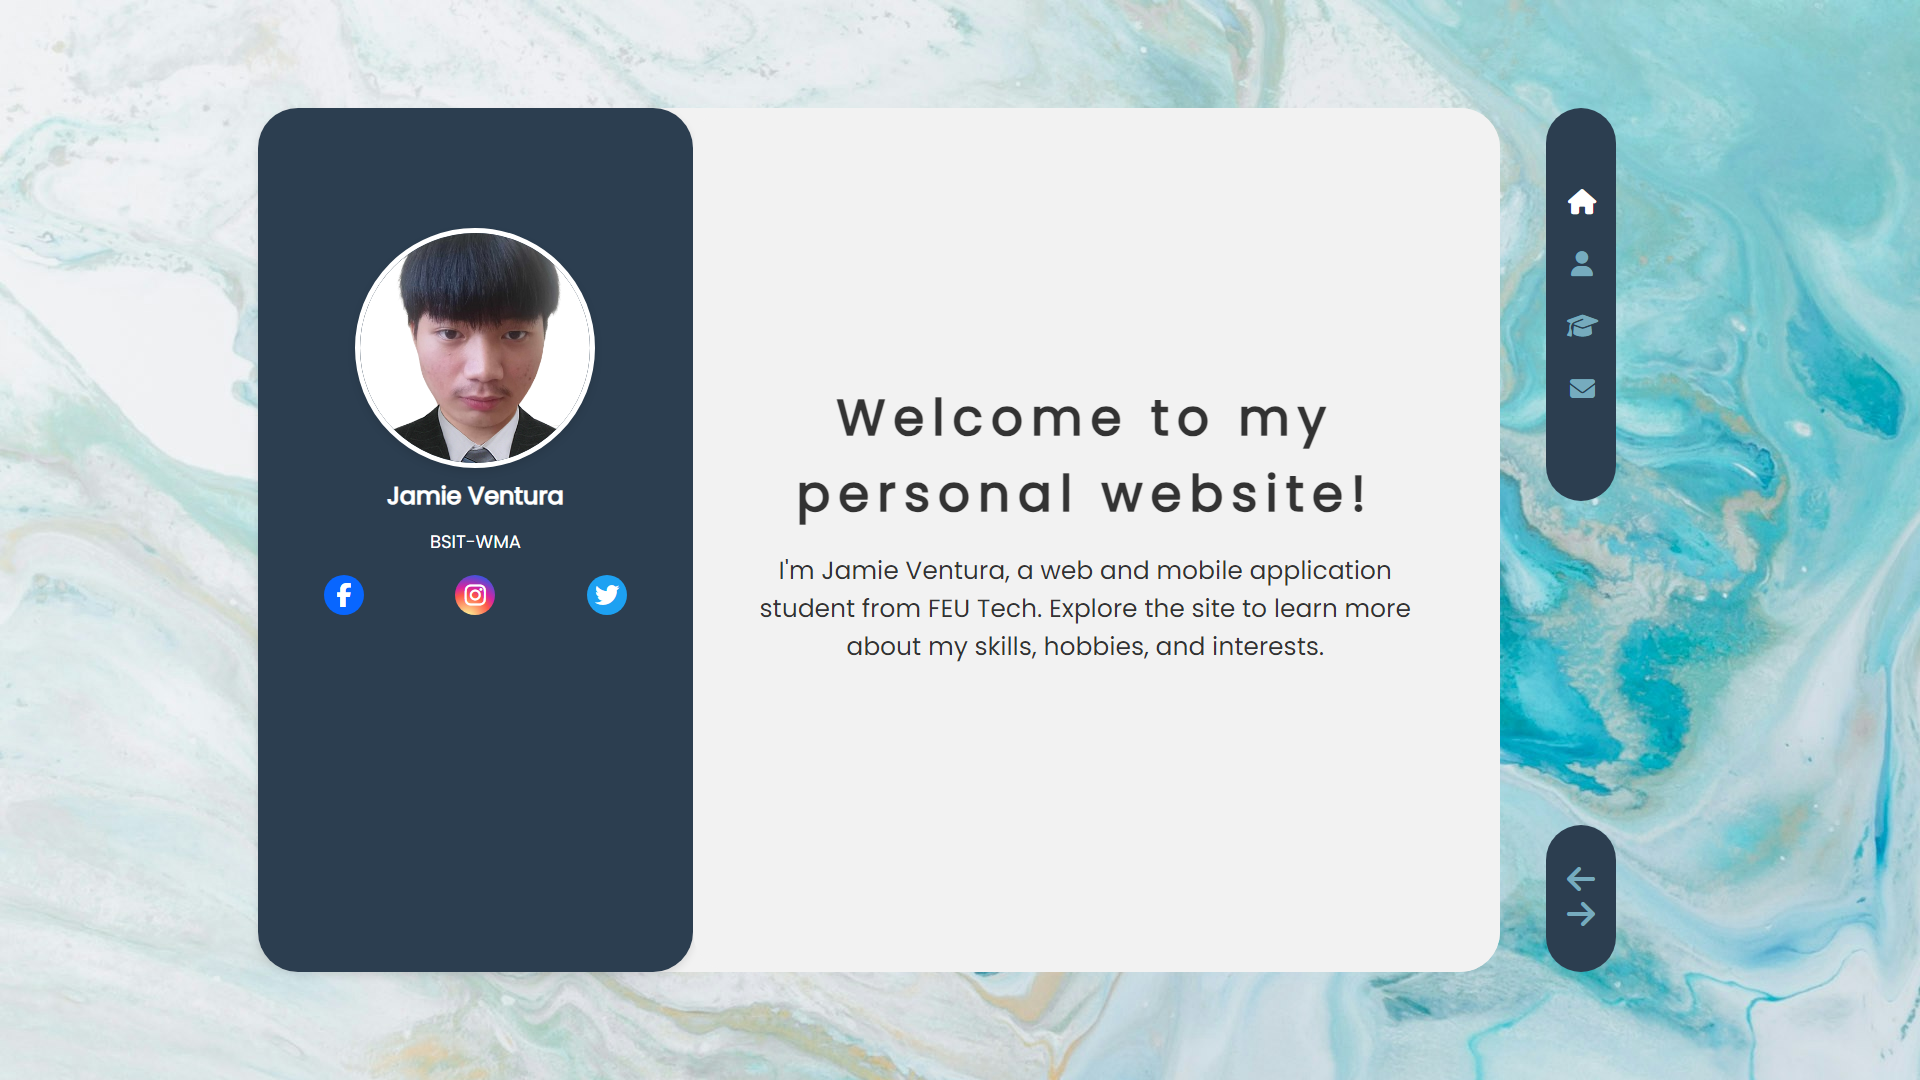 Jamie Ventura
BSIT-WMA
Welcome to my
personal website!
I'm Jamie Ventura, a web and mobile application
student from FEU Tech. Explore the site to learn more
about my skills, hobbies, and interests.